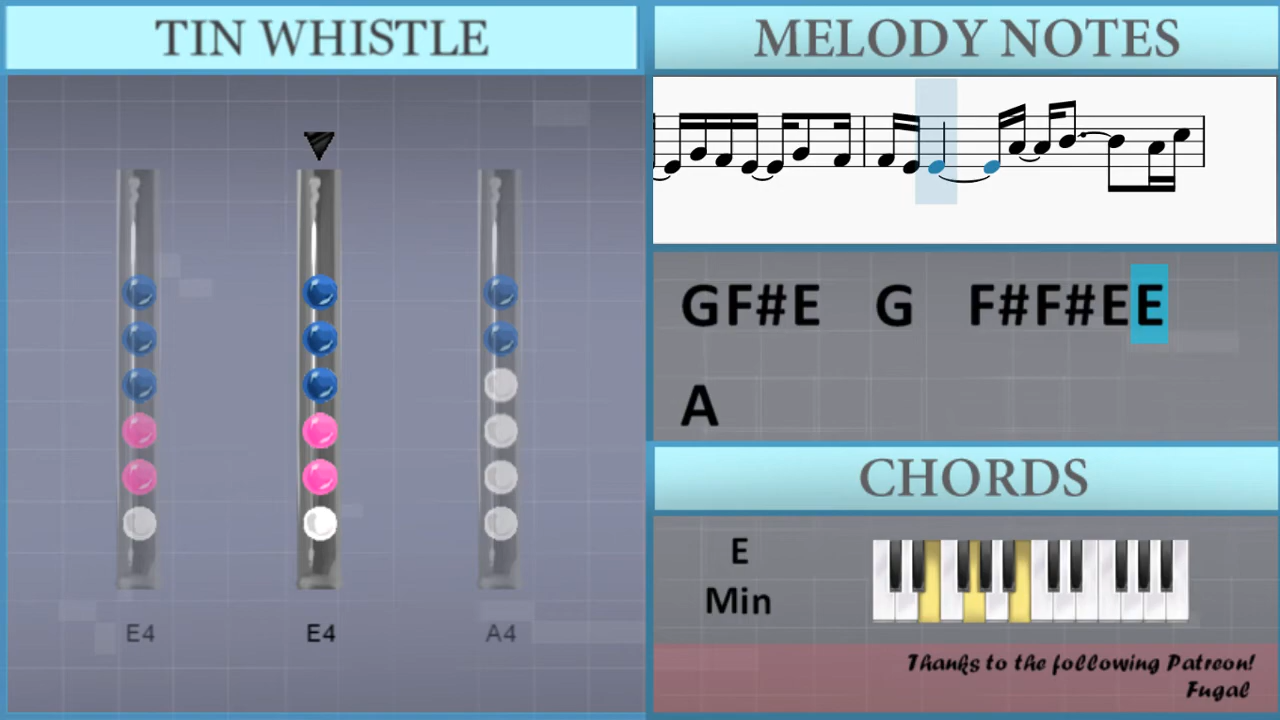 TIN WHISTLE
E4 E4 A4
MELODY NOTES
GF#E G F#F#EE
A
CHORDS
E
Min
Thanks to the following Patreon!
Fugal